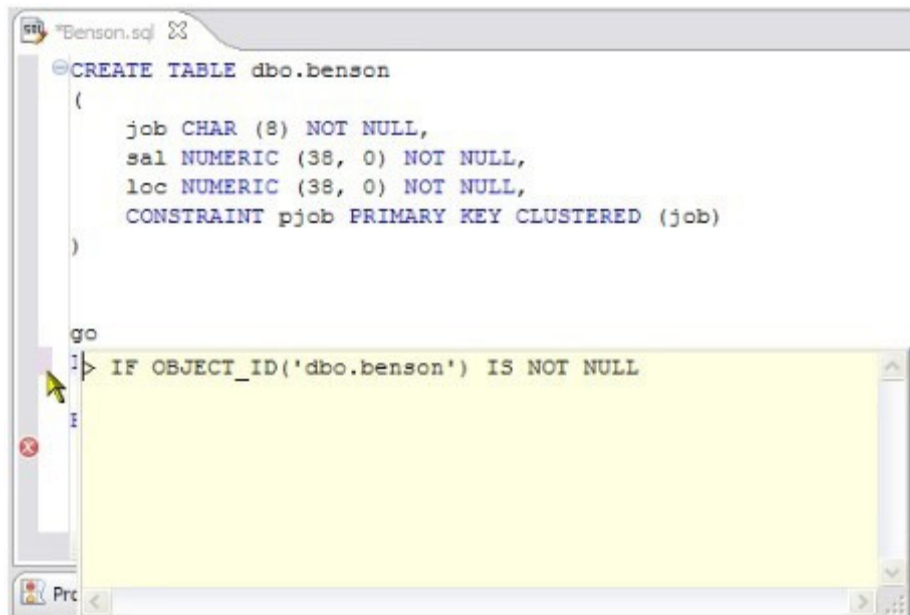 *Benson.sql
CREATE TABLE dbo.benson
(
job CHAR (8) NOT NULL,
sal NUMERIC (38, 0) NOT NULL,
loc NUMERIC (38, 0) NOT NULL,
CONSTRAINT pjob PRIMARY KEY CLUSTERED (job)
)
go
> IF OBJECT_ID('dbo.benson') IS NOT NULL